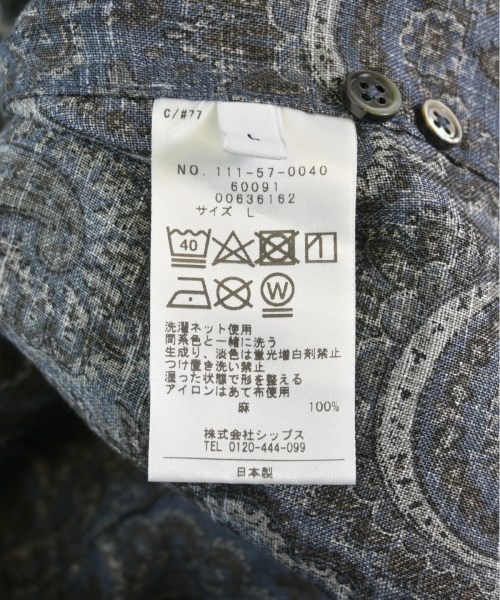 C/#77
L
NO. 111-57-0040
60091
00636162
サイズ L
40
W
洗濯ネット使用
同系色と一緒に洗う
生成り、淡色は蛍光増白剤禁止
つけ置き洗い禁止
湿った状態で形を整える
アイロンはあて布使用
麻 100%
株式会社シップス
TEL 0120-444-099
日本製